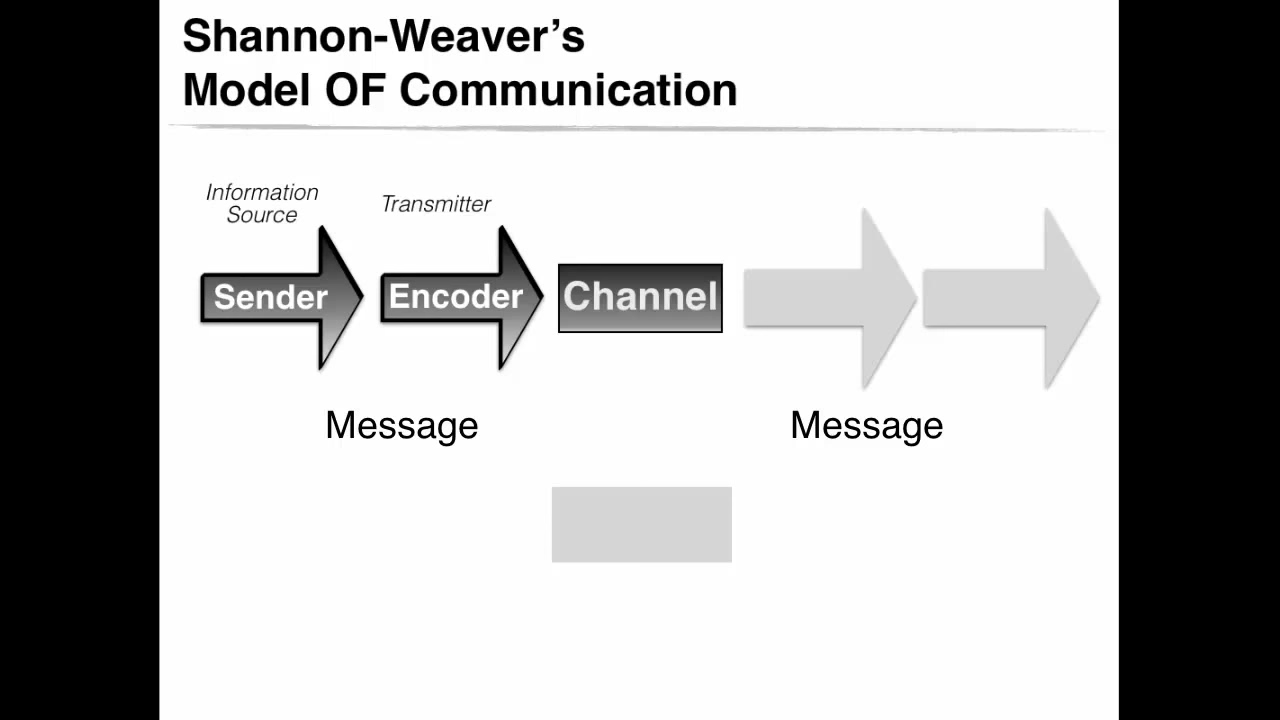 Shannon-Weaver's
Model OF Communication
Information
Source
Transmitter
Sender
Encoder
Channel
Message
Message